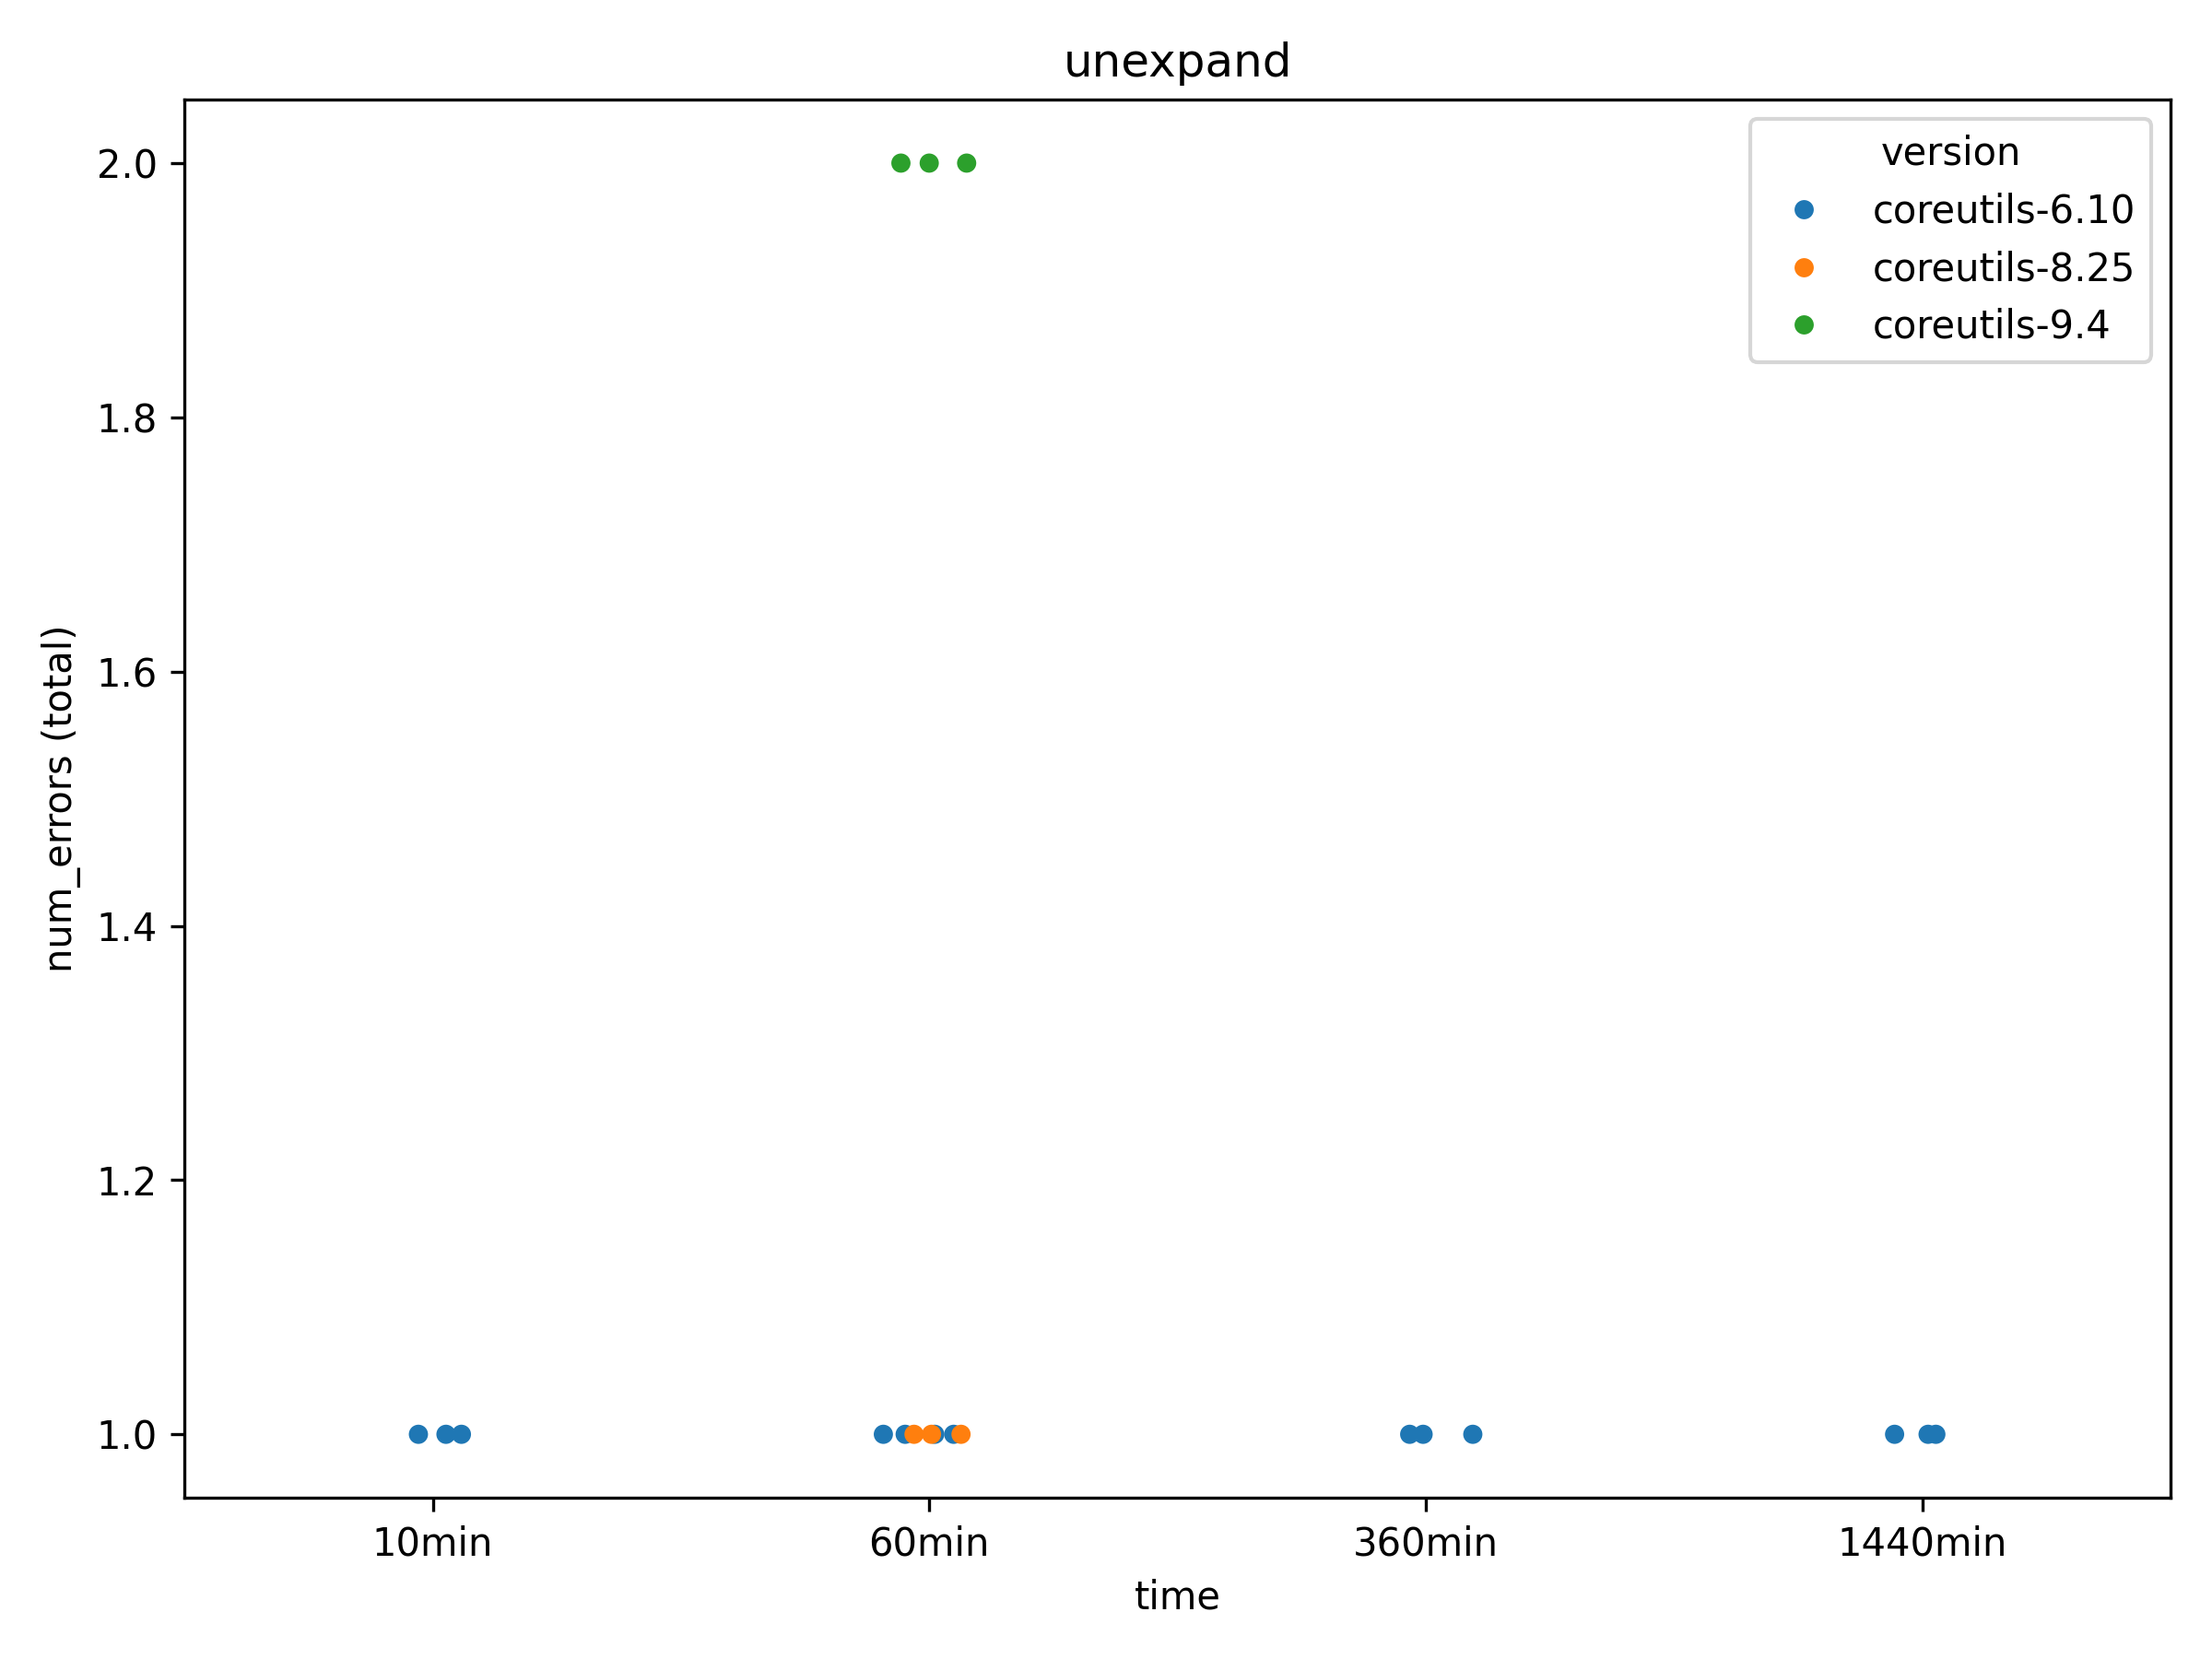 unexpand
version
coreutils-6.10
coreutils-8.25
coreutils-9.4
num_errors (total)
2.0
1.8
1.6
1.4
1.2
1.0
10min
60min
360min
1440min
time